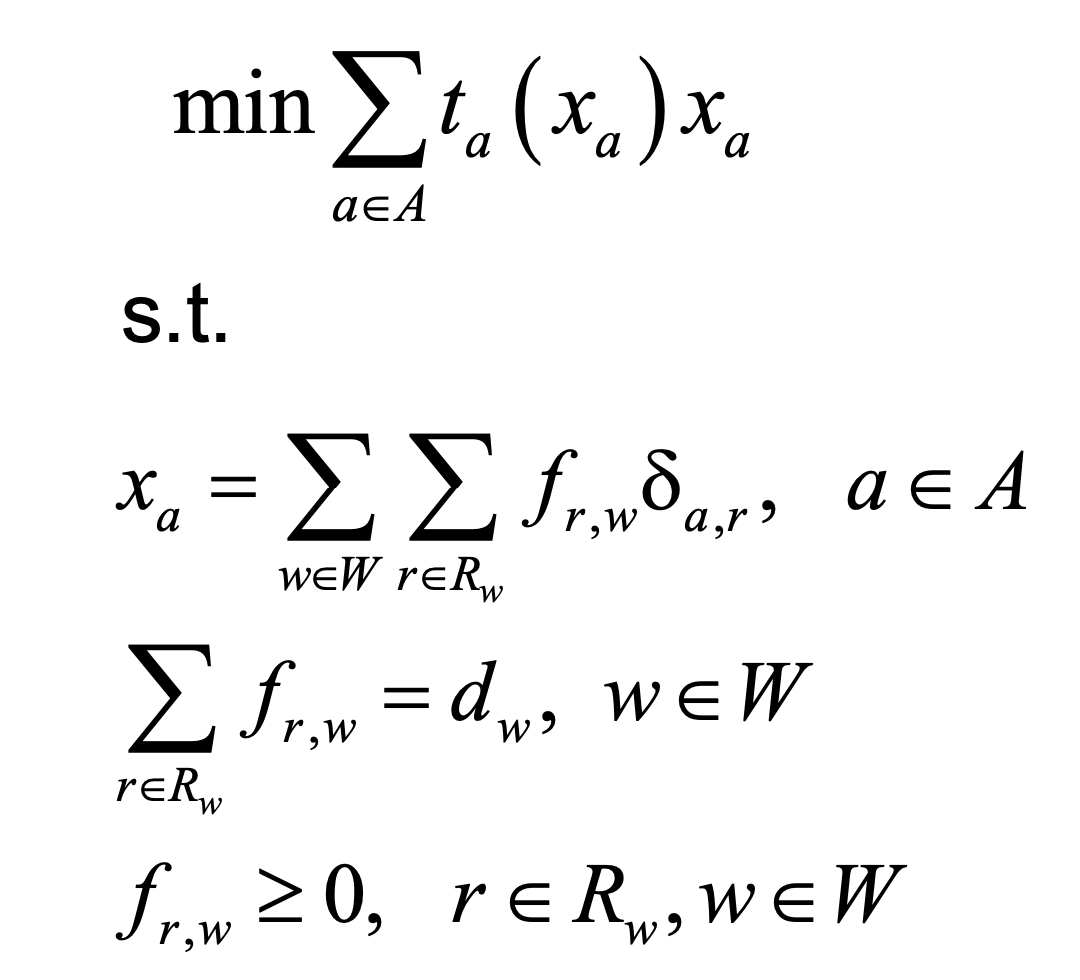 min ∑_{a∈A} t_a (x_a) x_a
s.t.
x_a = ∑_{w∈W} ∑_{r∈R_w} f_{r,w} δ_{a,r}, a ∈ A
∑_{r∈R_w} f_{r,w} = d_w, w ∈ W
f_{r,w} ≥ 0, r ∈ R_w, w ∈ W